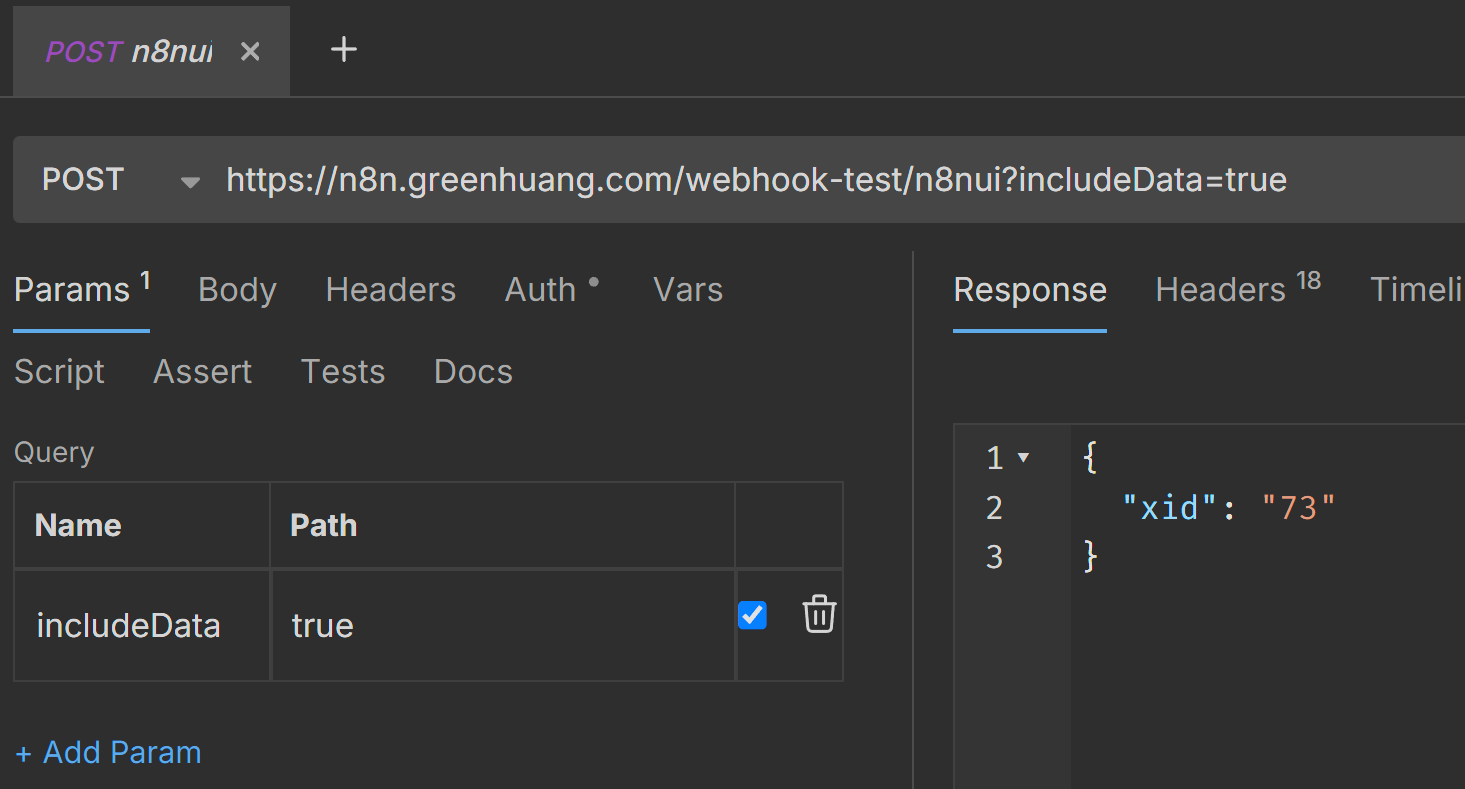 POST n8nui × +
POST https://n8n.greenhuang.com/webhook-test/n8nui?includeData=true
Params 1 Body Headers Auth • Vars
Script Assert Tests Docs
Query
Name Path
includeData true
+ Add Param
Response Headers 18 Timeli
1 ▾ {
2 "xid": "73"
3 }